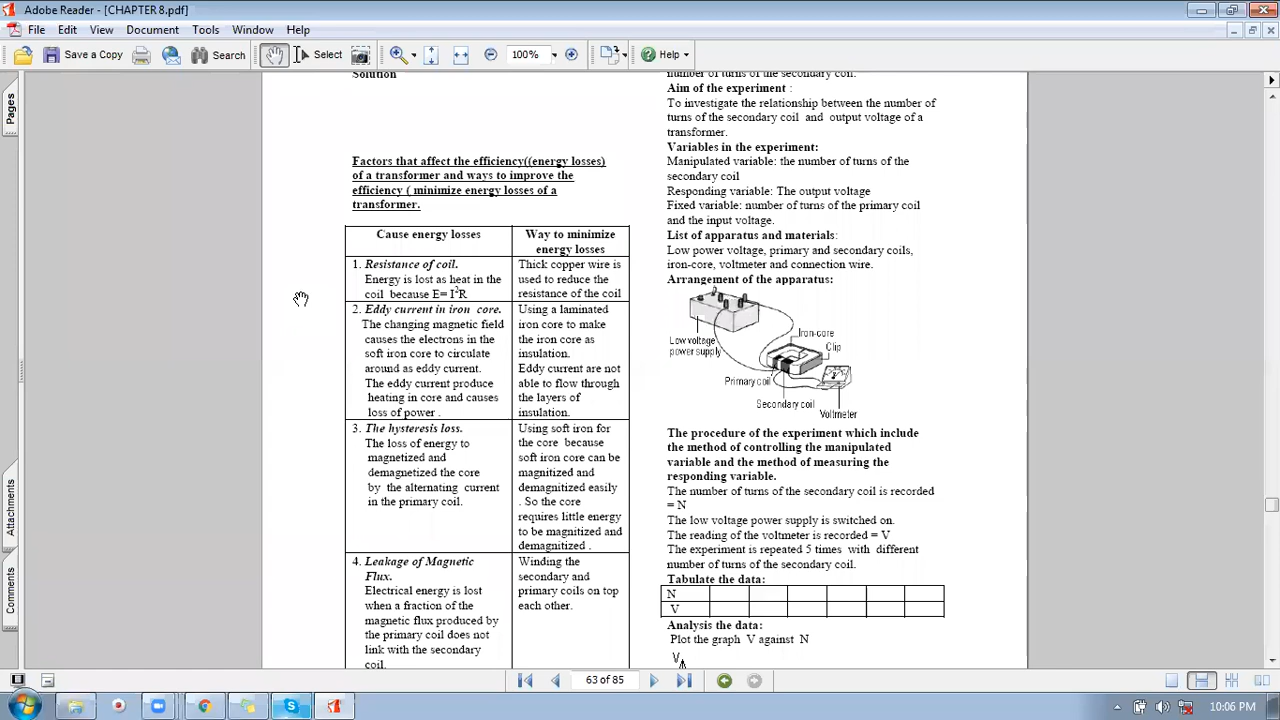 Adobe Reader - [CHAPTER 8.pdf]
File Edit View Document Tools Window Help
Save a Copy Search Select 100% Help
Pages
Attachments
Comments
Solution
Factors that affect the efficiency((energy losses)
of a transformer and ways to improve the
efficiency ( minimize energy losses of a
transformer.
Cause energy losses
Way to minimize
energy losses
1. Resistance of coil.
Energy is lost as heat in the
coil because E= I²R
Thick copper wire is
used to reduce the
resistance of the coil
2. Eddy current in iron core.
The changing magnetic field
causes the electrons in the
soft iron core to circulate
around as eddy current.
The eddy current produce
heating in core and causes
loss of power .
Using a laminated
iron core to make
the iron core as
insulation.
Eddy current are not
able to flow through
the layers of
insulation.
3. The hysteresis loss.
The loss of energy to
magnetized and
demagnetized the core
by the alternating current
in the primary coil.
Using soft iron for
the core because
soft iron core can be
magnitized and
demagnitized easily
. So the core
requires little energy
to be magnitized and
demagnitized .
4. Leakage of Magnetic
Flux.
Electrical energy is lost
when a fraction of the
magnetic flux produced by
the primary coil does not
link with the secondary
coil.
Winding the
secondary and
primary coils on top
each other.
number of turns of the secondary coil.
Aim of the experiment :
To investigate the relationship between the number of
turns of the secondary coil and output voltage of a
transformer.
Variables in the experiment:
Manipulated variable: the number of turns of the
secondary coil
Responding variable: The output voltage
Fixed variable: number of turns of the primary coil
and the input voltage.
List of apparatus and materials:
Low power voltage, primary and secondary coils,
iron-core, voltmeter and connection wire.
Arrangement of the apparatus:
Low voltage
power supply
Iron-core
Clip
Primary coil
Secondary coil
Voltmeter
The procedure of the experiment which include
the method of controlling the manipulated
variable and the method of measuring the
responding variable.
The number of turns of the secondary coil is recorded
= N
The low voltage power supply is switched on.
The reading of the voltmeter is recorded = V
The experiment is repeated 5 times with different
number of turns of the secondary coil.
Tabulate the data:
N
V
Analysis the data:
Plot the graph V against N
V
63 of 85
10:06 PM